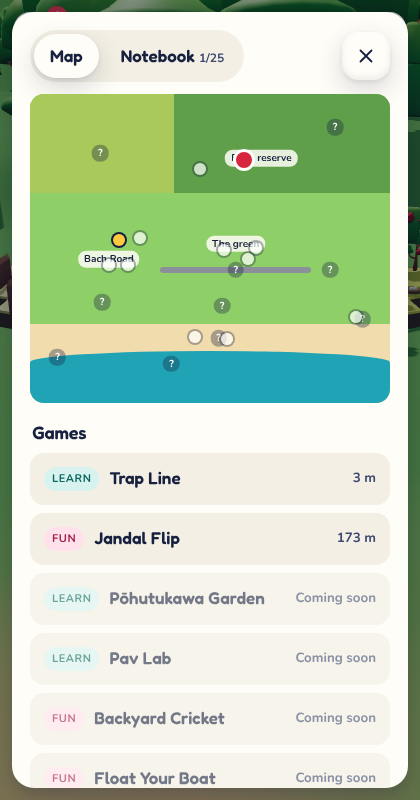 Map
Notebook 1/25
?
?
reserve
The green
Bach Road
?
?
?
?
?
?
?
?
Games
LEARN Trap Line 3 m
FUN Jandal Flip 173 m
LEARN Pōhutukawa Garden Coming soon
LEARN Pav Lab Coming soon
FUN Backyard Cricket Coming soon
FUN Float Your Boat Coming soon